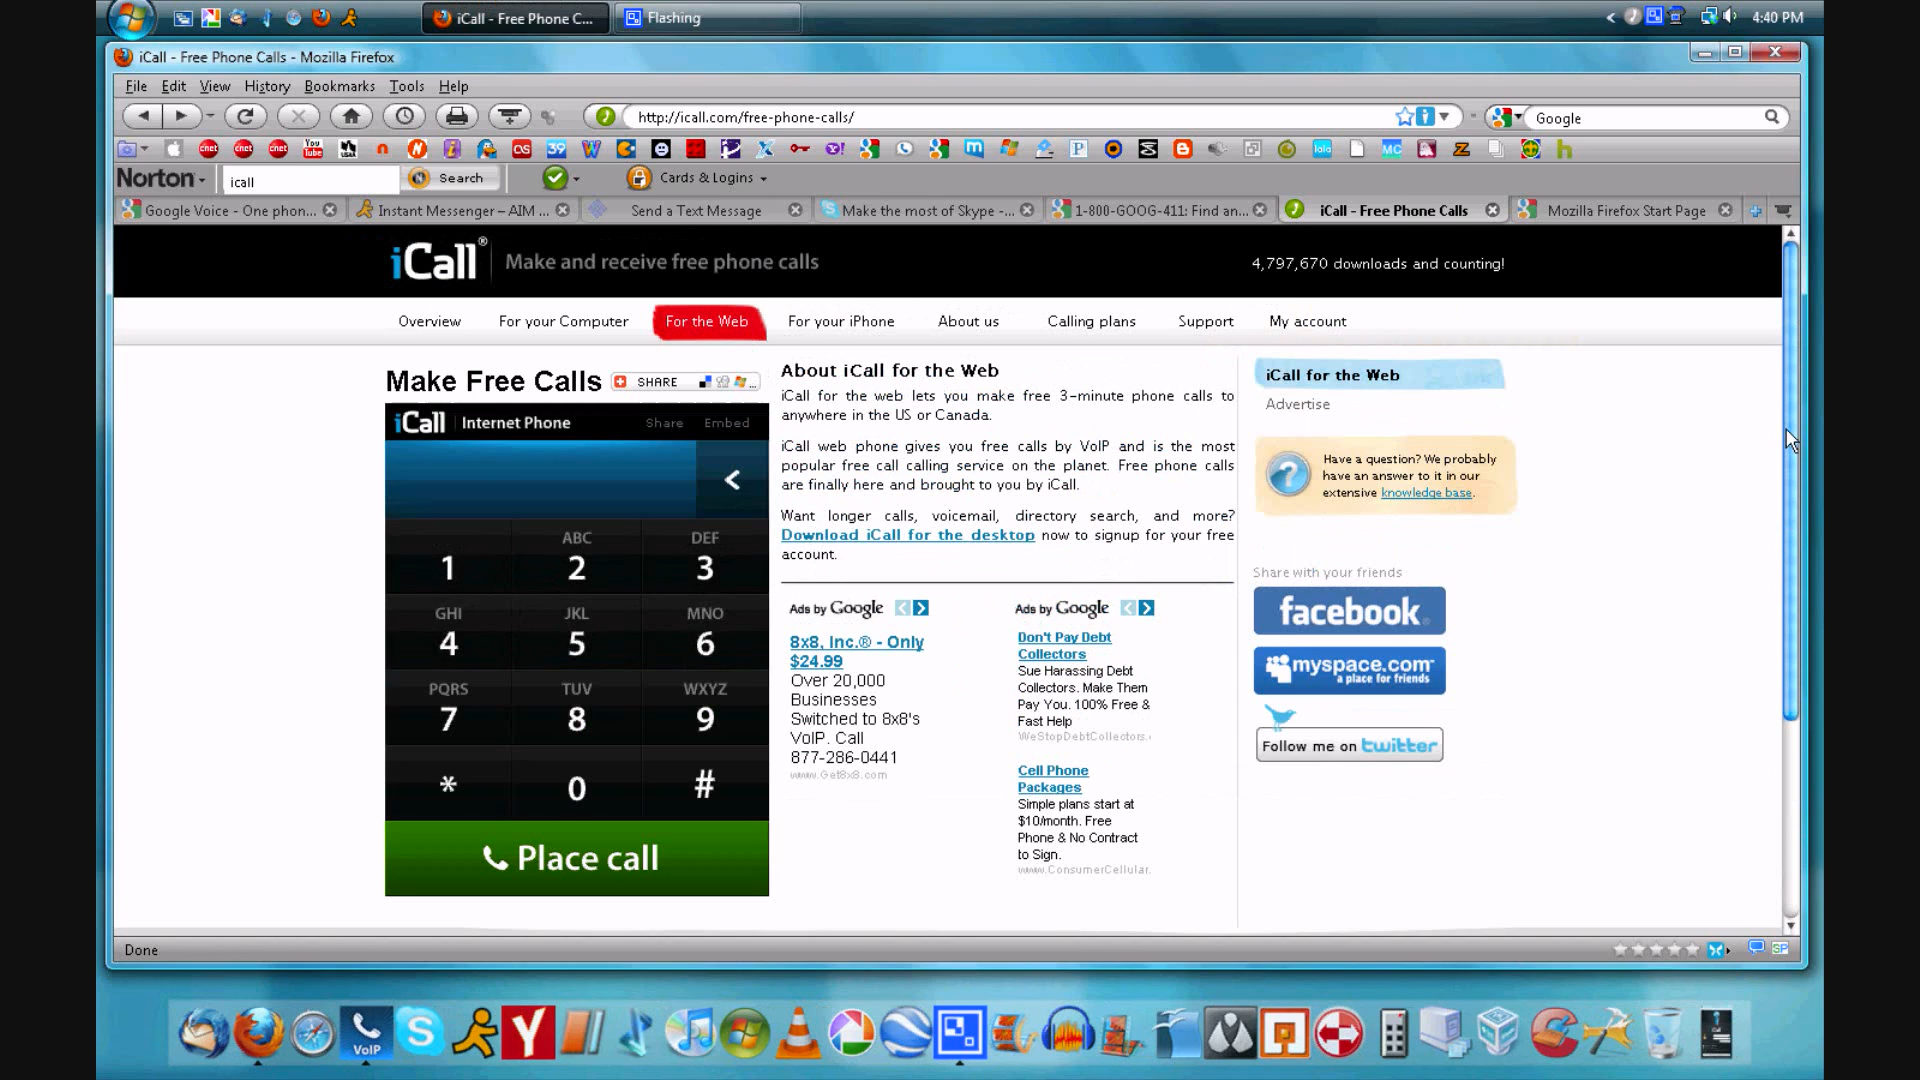 iCall - Free Phone C...
Flashing
4:40 PM
iCall - Free Phone Calls - Mozilla Firefox
File Edit View History Bookmarks Tools Help
http://icall.com/free-phone-calls/
Google
Norton
icall
Search
Cards & Logins
Google Voice - One phon...
Instant Messenger – AIM ...
Send a Text Message
Make the most of Skype -...
1-800-GOOG-411: Find an...
iCall - Free Phone Calls
Mozilla Firefox Start Page
iCall®
Make and receive free phone calls
4,797,670 downloads and counting!
Overview
For your Computer
For the Web
For your iPhone
About us
Calling plans
Support
My account
Make Free Calls
SHARE
iCall Internet Phone
Share Embed
<
1
ABC
2
DEF
3
GHI
4
JKL
5
MNO
6
PQRS
7
TUV
8
WXYZ
9
*
0
#
Place call
About iCall for the Web
iCall for the web lets you make free 3-minute phone calls to
anywhere in the US or Canada.
iCall web phone gives you free calls by VoIP and is the most
popular free call calling service on the planet. Free phone calls
are finally here and brought to you by iCall.
Want longer calls, voicemail, directory search, and more?
Download iCall for the desktop now to signup for your free
account.
Ads by Google
8x8, Inc.® - Only
$24.99
Over 20,000
Businesses
Switched to 8x8's
VoIP. Call
877-286-0441
www.Get8x8.com
Ads by Google
Don't Pay Debt
Collectors
Sue Harassing Debt
Collectors. Make Them
Pay You. 100% Free &
Fast Help
WeStopDebtCollectors.
Cell Phone
Packages
Simple plans start at
$10/month. Free
Phone & No Contract
to Sign.
www.ConsumerCellular.
iCall for the Web
Advertise
Have a question? We probably
have an answer to it in our
extensive knowledge base.
Share with your friends
facebook
myspace.com
a place for friends
Follow me on twitter
Done
SP
VoIP